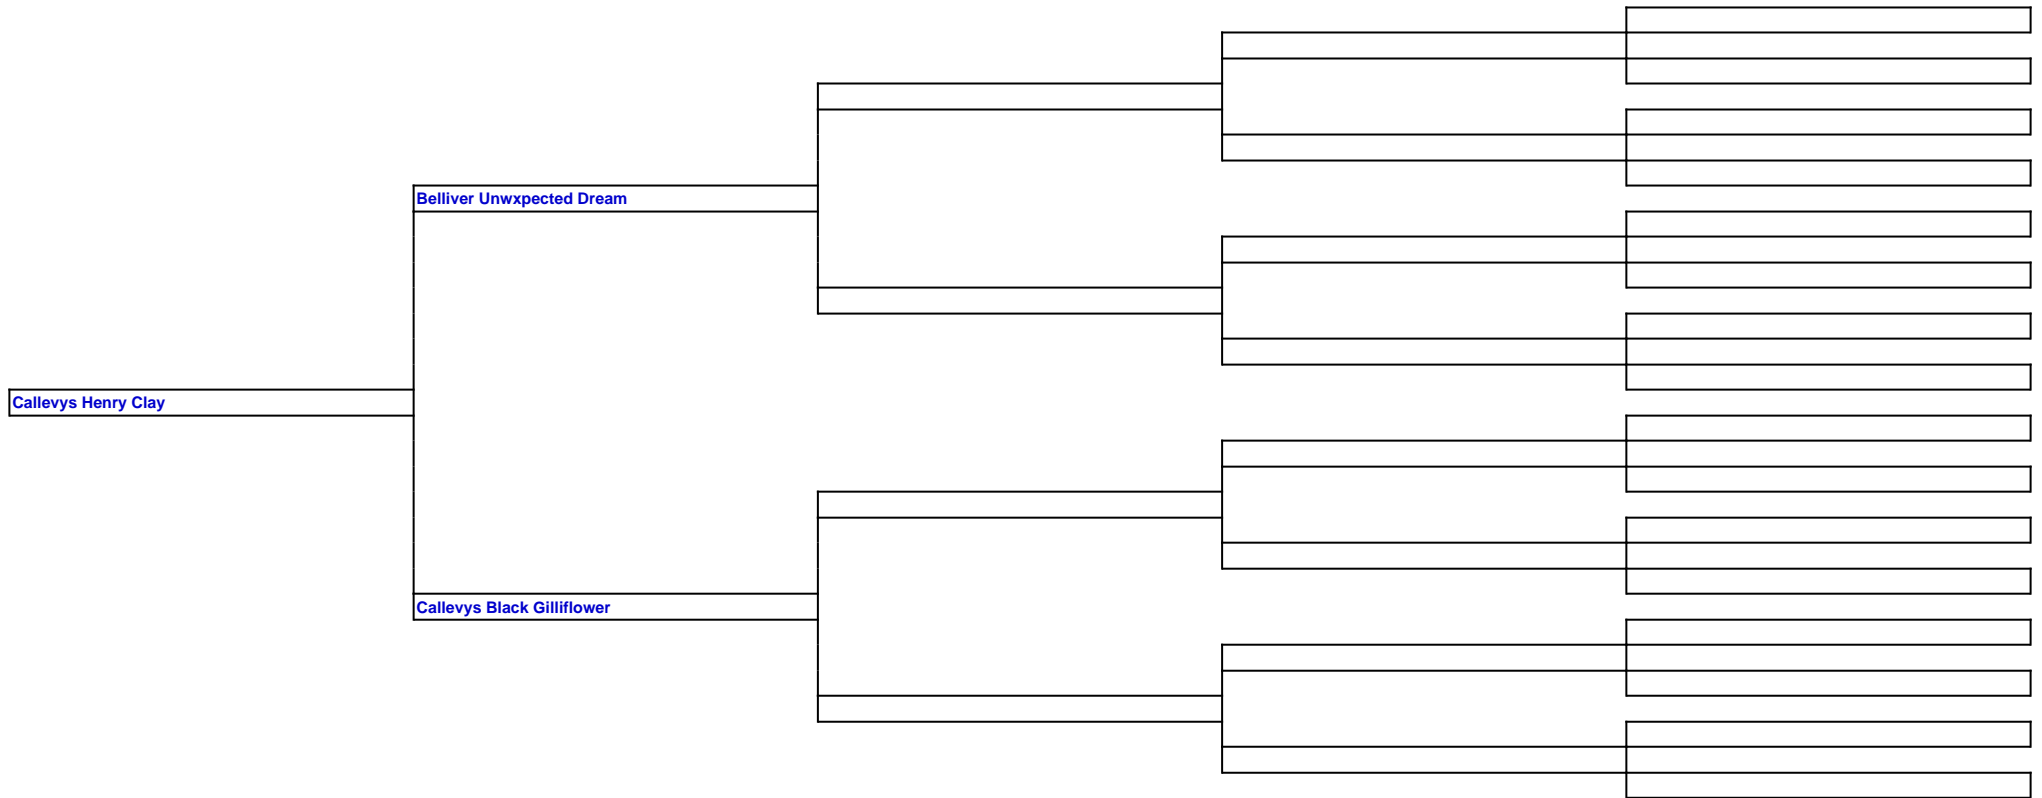 Belliver Unwxpected Dream
Callevys Henry Clay
Callevys Black Gilliflower